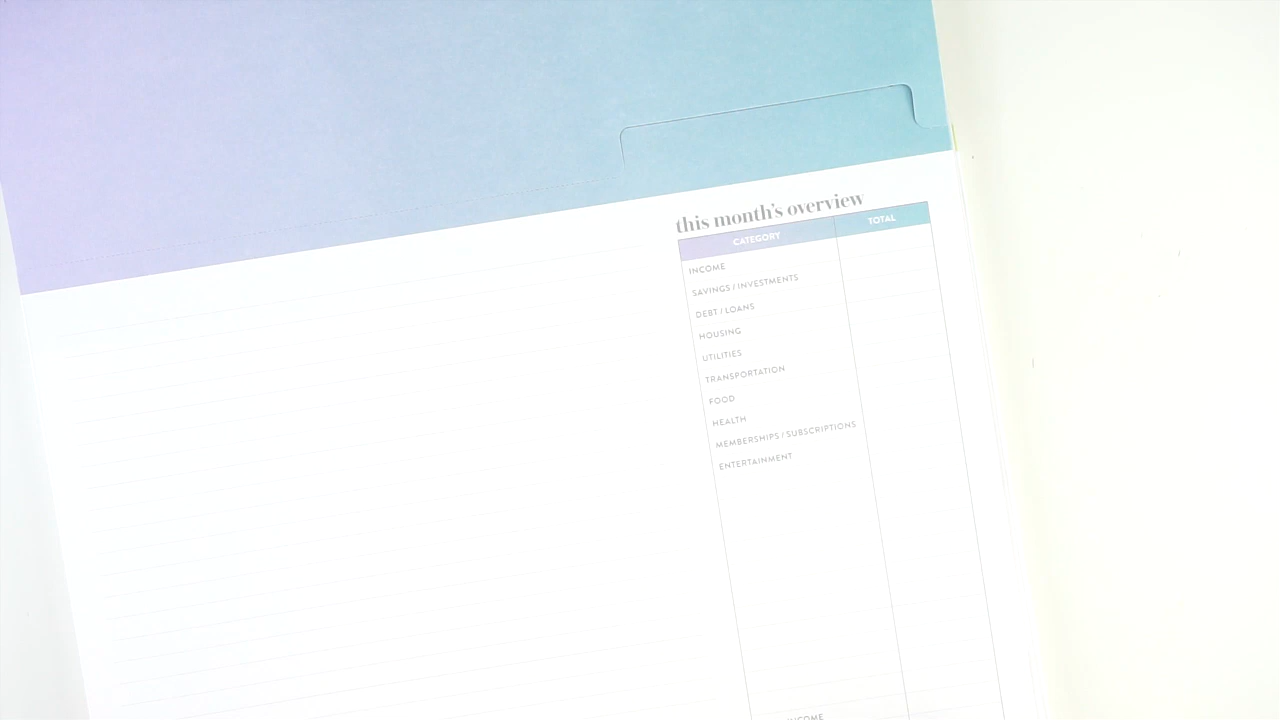 this month's overview
CATEGORY TOTAL
INCOME
SAVINGS / INVESTMENTS
DEBT / LOANS
HOUSING
UTILITIES
TRANSPORTATION
FOOD
HEALTH
MEMBERSHIPS / SUBSCRIPTIONS
ENTERTAINMENT
INCOME